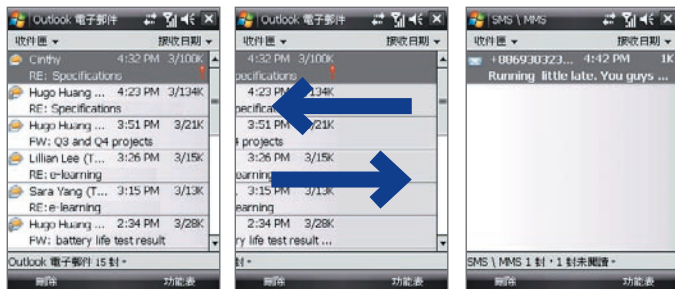 Outlook 電子郵件
收件匣
接收日期
Cinthy 4:32 PM 3/100K
RE: Specifications
Hugo Huang ... 4:23 PM 3/134K
RE: Specifications
Hugo Huang ... 3:51 PM 3/21K
FW: Q3 and Q4 projects
Lillian Lee (T... 3:26 PM 3/15K
RE: e-learning
Sara Yang (T... 3:15 PM 3/13K
RE: e-learning
Hugo Huang ... 2:34 PM 3/28K
FW: battery life test result
Outlook 電子郵件 15 封。
刪除 功能表
Outlook 電子郵件
收件匣
接收日期
4:32 PM 3/100K
pecifications
4:23 PM 134K
pecifica
3:51 PM 3/21K
4 projects
3:26 PM 3/15K
earning
3:15 PM 3/13K
earning
2:34 PM 3/28K
ry life test result ...
封。
刪除 功能表
SMS \ MMS
收件匣
接收日期
+886930323... 4:42 PM 1K
Running little late. You guys ...
SMS \ MMS 1 封，1 封未閱讀。
刪除 功能表